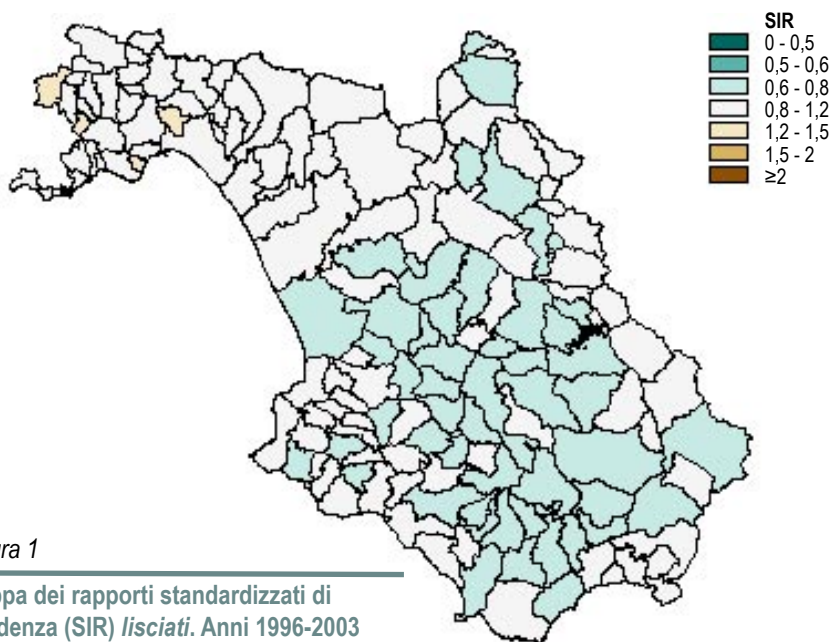 SIR
0 - 0,5
0,5 - 0,6
0,6 - 0,8
0,8 - 1,2
1,2 - 1,5
1,5 - 2
≥2
ra 1
pa dei rapporti standardizzati di
denza (SIR) lisciati. Anni 1996-2003